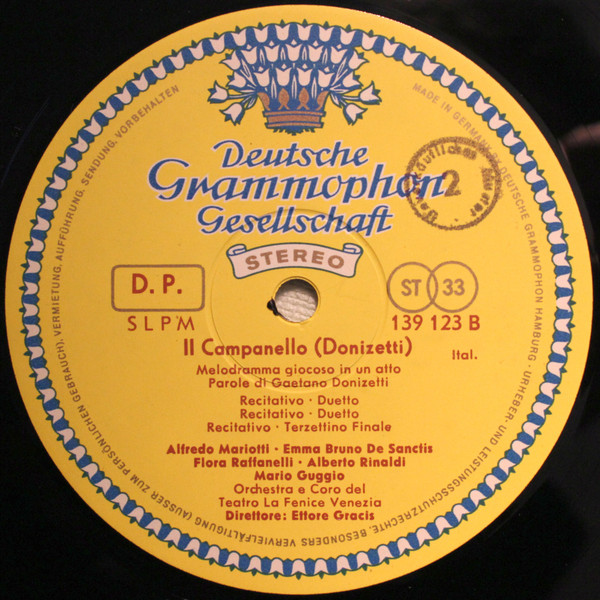 Deutsche
Grammophon
Gesellschaft
STEREO
D. P.
ST 33
SLPM
139 123 B
Il Campanello (Donizetti)
Ital.
Melodramma giocoso in un atto
Parole di Gaetano Donizetti
Recitativo · Duetto
Recitativo · Duetto
Recitativo · Terzettino Finale
Alfredo Mariotti · Emma Bruno De Sanctis
Flora Raffanelli · Alberto Rinaldi
Mario Guggio
Orchestra e Coro del
Teatro La Fenice Venezia
Direttore: Ettore Gracis
MADE IN GERMANY · DEUTSCHE GRAMMOPHON HAMBURG · URHEBER- UND LEISTUNGSSCHUTZRECHTE, BESONDERS VERVIELFÄLTIGUNG (AUSSER ZUM PERSÖNLICHEN GEBRAUCH), VERMIETUNG, AUFFÜHRUNG, SENDUNG, VORBEHALTEN
Unverkäufliches Muster
2